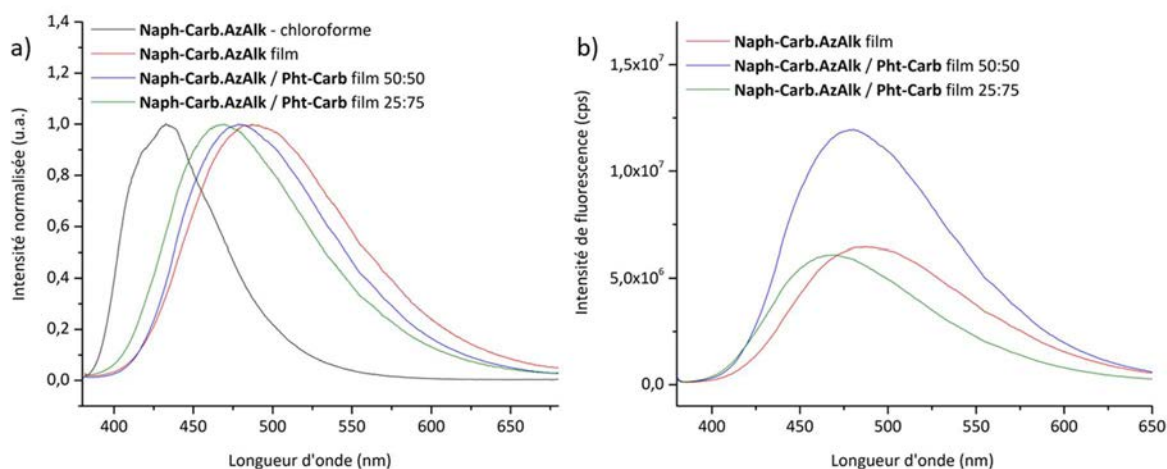 a)
Naph-Carb.AzAlk - chloroforme
Naph-Carb.AzAlk film
Naph-Carb.AzAlk / Pht-Carb film 50:50
Naph-Carb.AzAlk / Pht-Carb film 25:75
Intensité normalisée (u.a.)
1,4
1,2
1,0
0,8
0,6
0,4
0,2
0,0
400 450 500 550 600 650
Longueur d'onde (nm)
b)
Naph-Carb.AzAlk film
Naph-Carb.AzAlk / Pht-Carb film 50:50
Naph-Carb.AzAlk / Pht-Carb film 25:75
Intensité de fluorescence (cps)
1,5x10⁷
1,0x10⁷
5,0x10⁶
0,0
400 450 500 550 600 650
Longueur d'onde (nm)